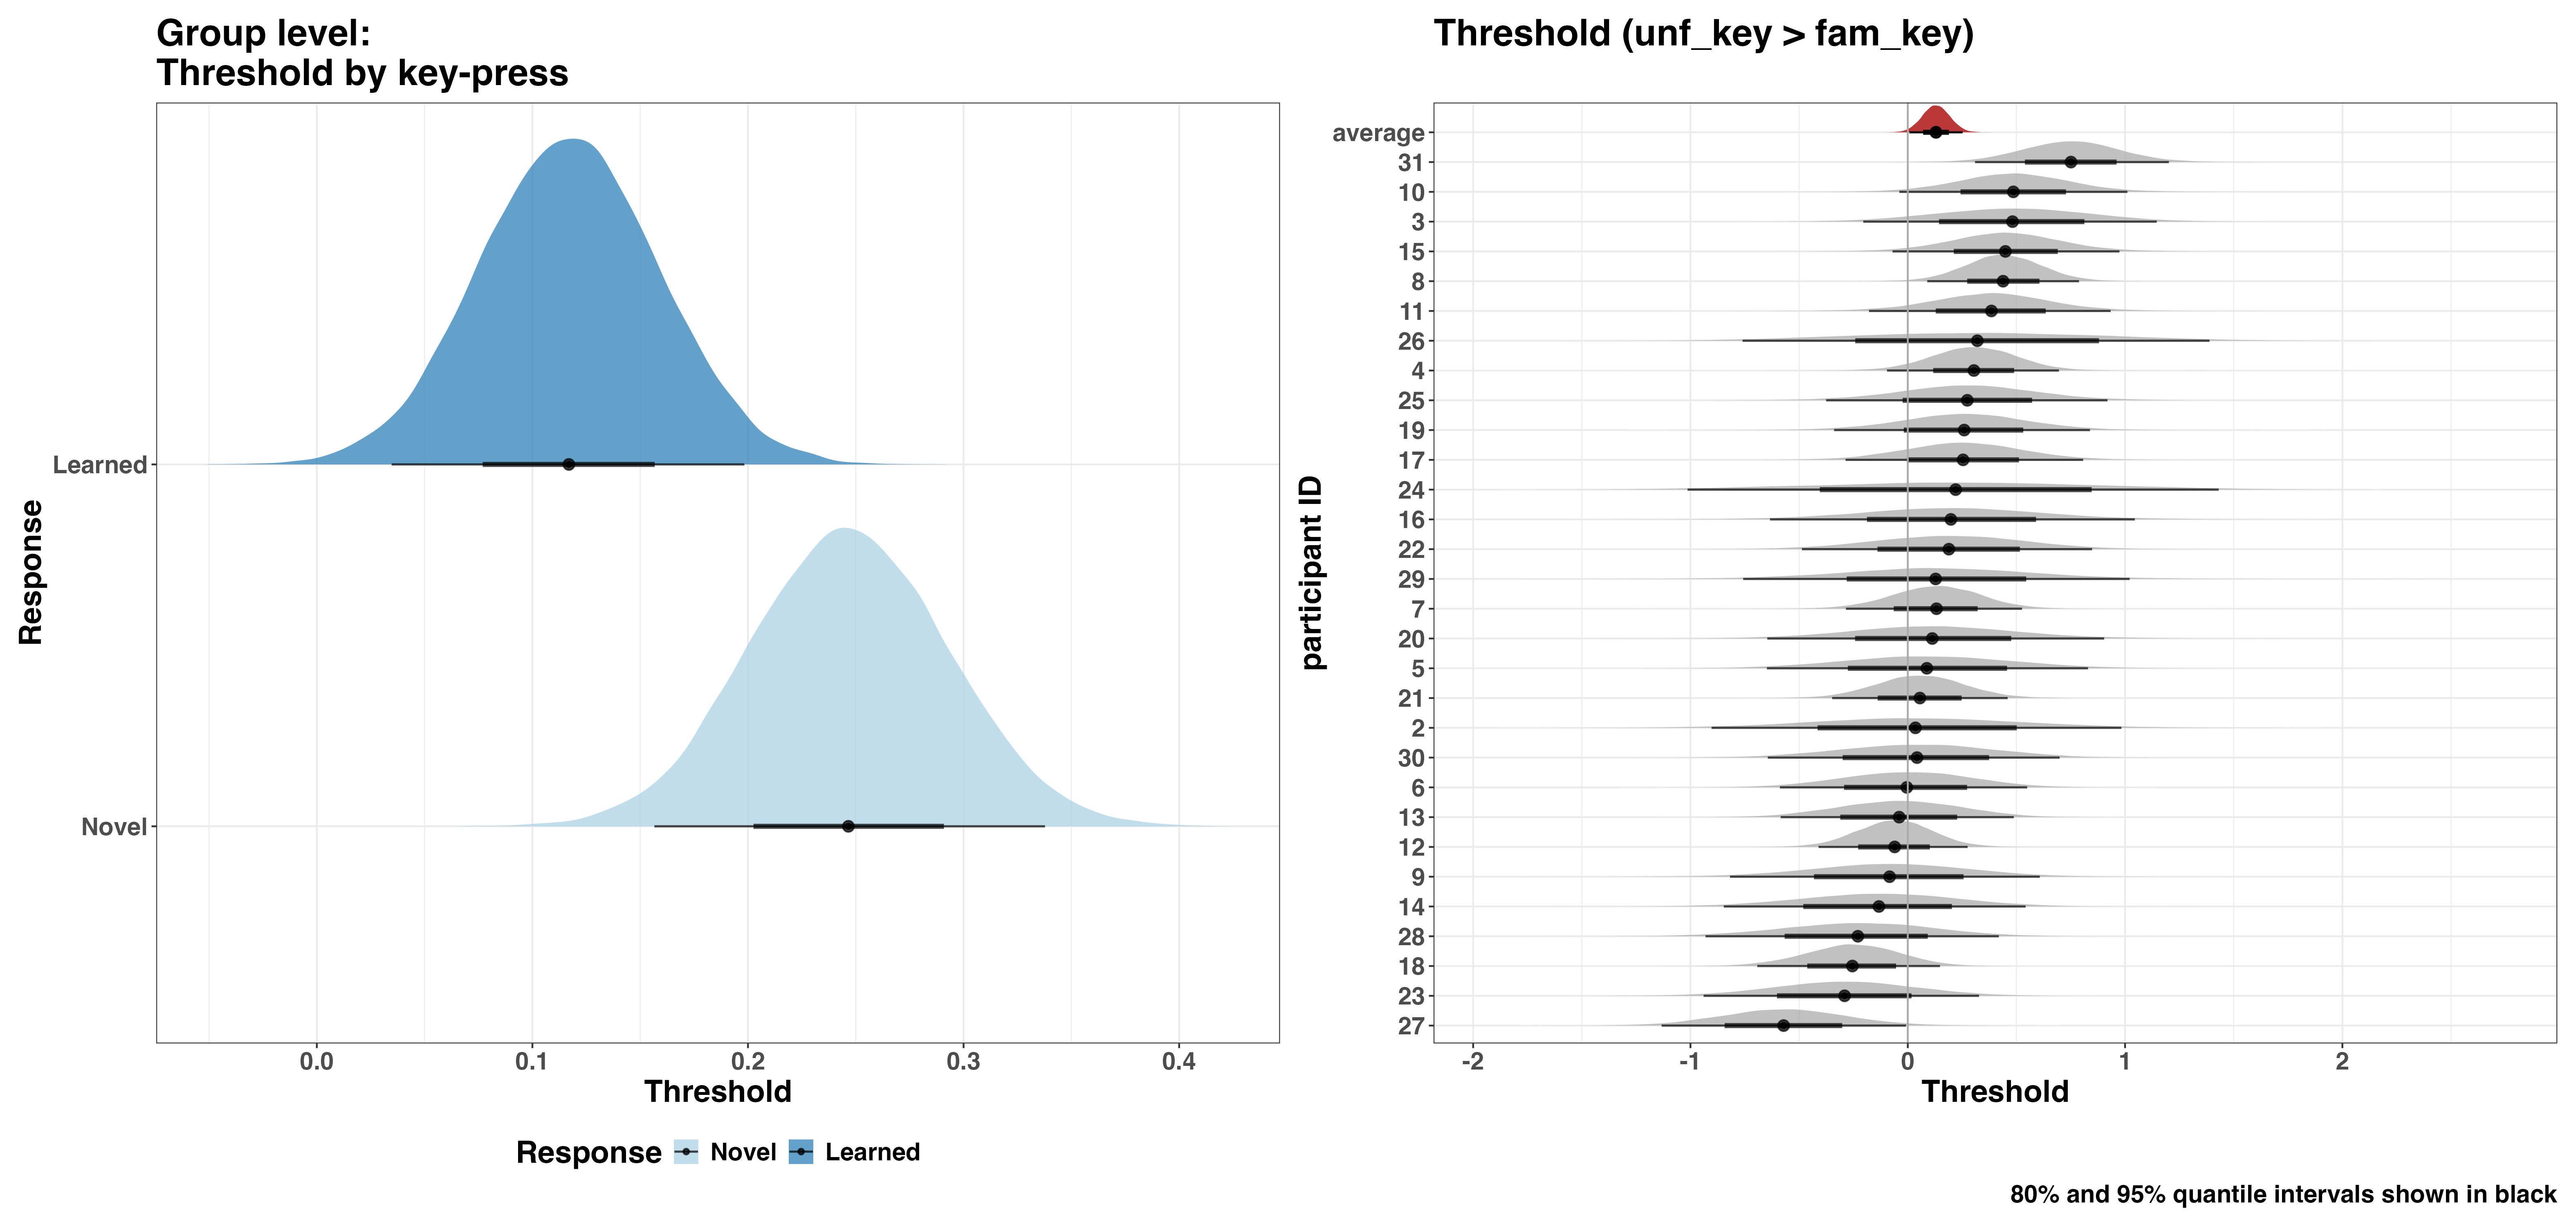 Group level:
Threshold by key-press
Response
Learned
Novel
0.0 0.1 0.2 0.3 0.4
Threshold
Response Novel Learned
Threshold (unf_key > fam_key)
participant ID
average
31
10
3
15
8
11
26
4
25
19
17
24
16
22
29
7
20
5
21
2
30
6
13
12
9
14
28
18
23
27
-2 -1 0 1 2
Threshold
80% and 95% quantile intervals shown in black